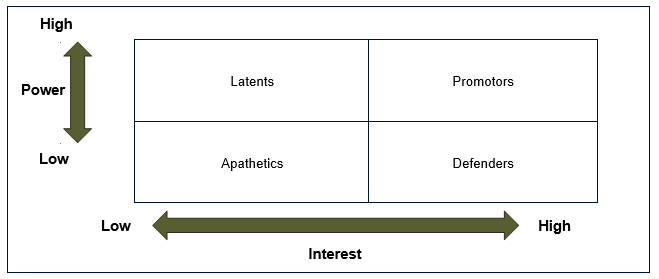 High
Latents
Promotors
Power
Low
Apathetics
Defenders
Low
High
Interest